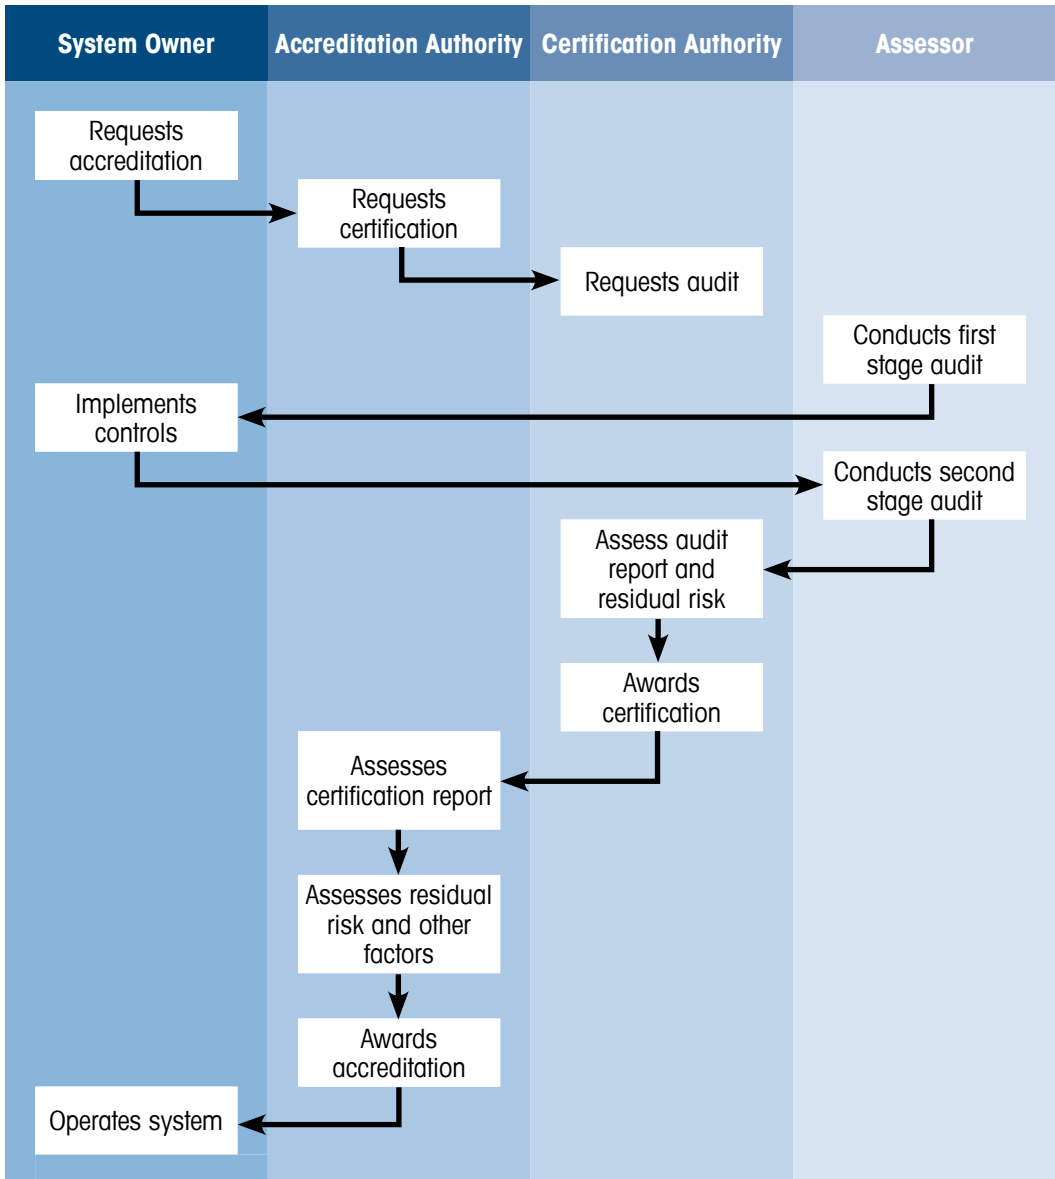 System Owner
Accreditation Authority
Certification Authority
Assessor
Requests
accreditation
Requests
certification
Requests audit
Conducts first
stage audit
Implements
controls
Conducts second
stage audit
Assess audit
report and
residual risk
Awards
certification
Assesses
certification report
Assesses residual
risk and other
factors
Awards
accreditation
Operates system